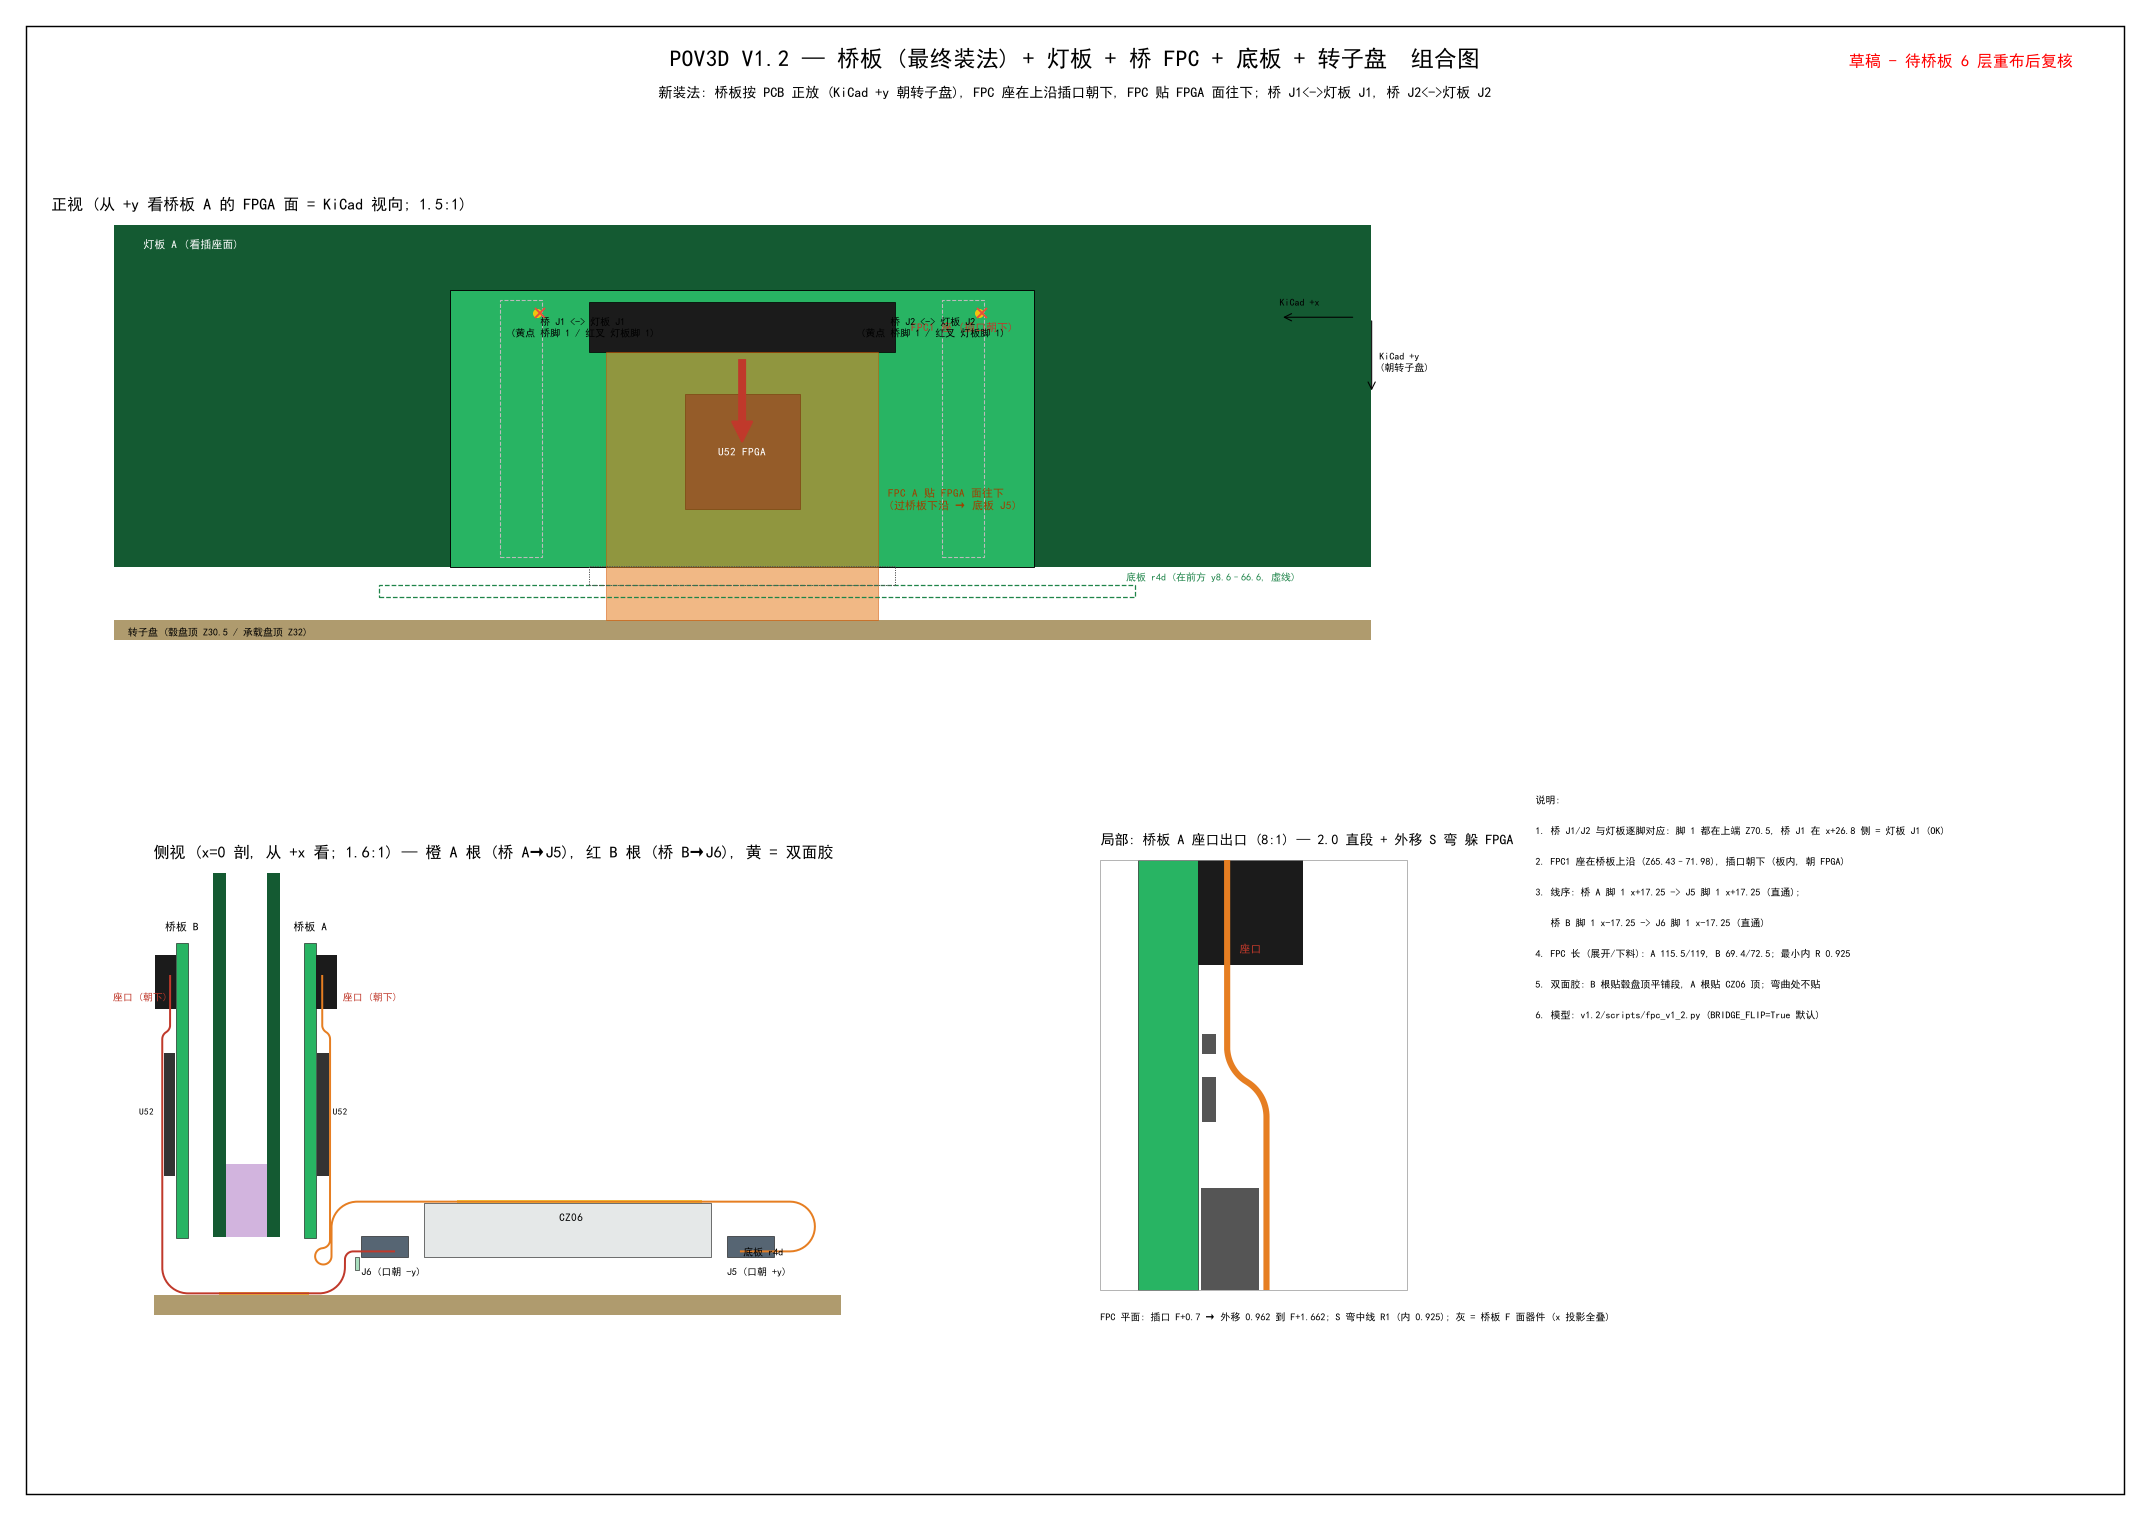 POV3D V1.2 — 桥板 (最终装法) + 灯板 + 桥 FPC + 底板 + 转子盘 组合图
草稿 - 待桥板 6 层重布后复核
新装法: 桥板按 PCB 正放 (KiCad +y 朝转子盘), FPC 座在上沿插口朝下, FPC 贴 FPGA 面往下; 桥 J1<->灯板 J1, 桥 J2<->灯板 J2
正视 (从 +y 看桥板 A 的 FPGA 面 = KiCad 视向; 1.5:1)
灯板 A (看插座面)
KiCad +x
桥 J1 <-> 灯板 J1
(黄点 桥脚 1 / 红叉 灯板脚 1)
桥 J2 <-> 灯板 J2
(黄点 桥脚 1 / 红叉 灯板脚 1)
KiCad +y
(朝转子盘)
U52 FPGA
FPC A 贴 FPGA 面往下
(过桥板下沿 → 底板 J5)
底板 r4d (在前方 y8.6-66.6, 虚线)
转子盘 (毂盘顶 Z30.5 / 承载盘顶 Z32)
侧视 (x=0 剖, 从 +x 看; 1.6:1) — 橙 A 根 (桥 A→J5), 红 B 根 (桥 B→J6), 黄 = 双面胶
桥板 B
桥板 A
座口 (朝下)
座口 (朝下)
U52
U52
CZ06
底板 r4d
J6 (口朝 -y)
J5 (口朝 +y)
局部: 桥板 A 座口出口 (8:1) — 2.0 直段 + 外移 S 弯 躲 FPGA
座口
FPC 平面: 插口 F+0.7 → 外移 0.962 到 F+1.662; S 弯中线 R1 (内 0.925); 灰 = 桥板 F 面器件 (x 投影全叠)
说明:
1. 桥 J1/J2 与灯板逐脚对应: 脚 1 都在上端 Z70.5, 桥 J1 在 x+26.8 侧 = 灯板 J1 (OK)
2. FPC1 座在桥板上沿 (Z65.43-71.98), 插口朝下 (板内, 朝 FPGA)
3. 线序: 桥 A 脚 1 x+17.25 -> J5 脚 1 x+17.25 (直通);
桥 B 脚 1 x-17.25 -> J6 脚 1 x-17.25 (直通)
4. FPC 长 (展开/下料): A 115.5/119, B 69.4/72.5; 最小内 R 0.925
5. 双面胶: B 根贴毂盘顶平铺段, A 根贴 CZ06 顶; 弯曲处不贴
6. 模型: v1.2/scripts/fpc_v1_2.py (BRIDGE_FLIP=True 默认)